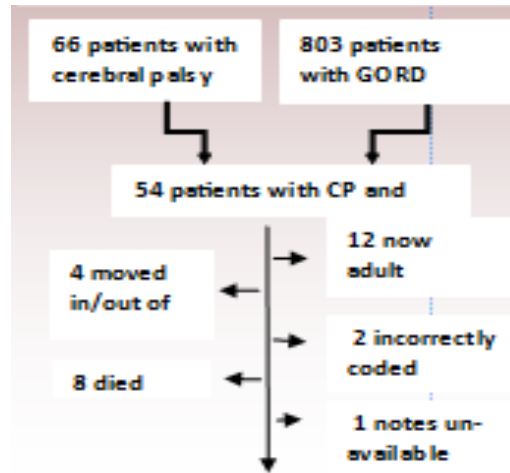 66 patients with
cerebral palsy
803 patients
with GORD
54 patients with CP and
12 now
adult
4 moved
in/out of
2 incorrectly
coded
8 died
1 notes un-
available